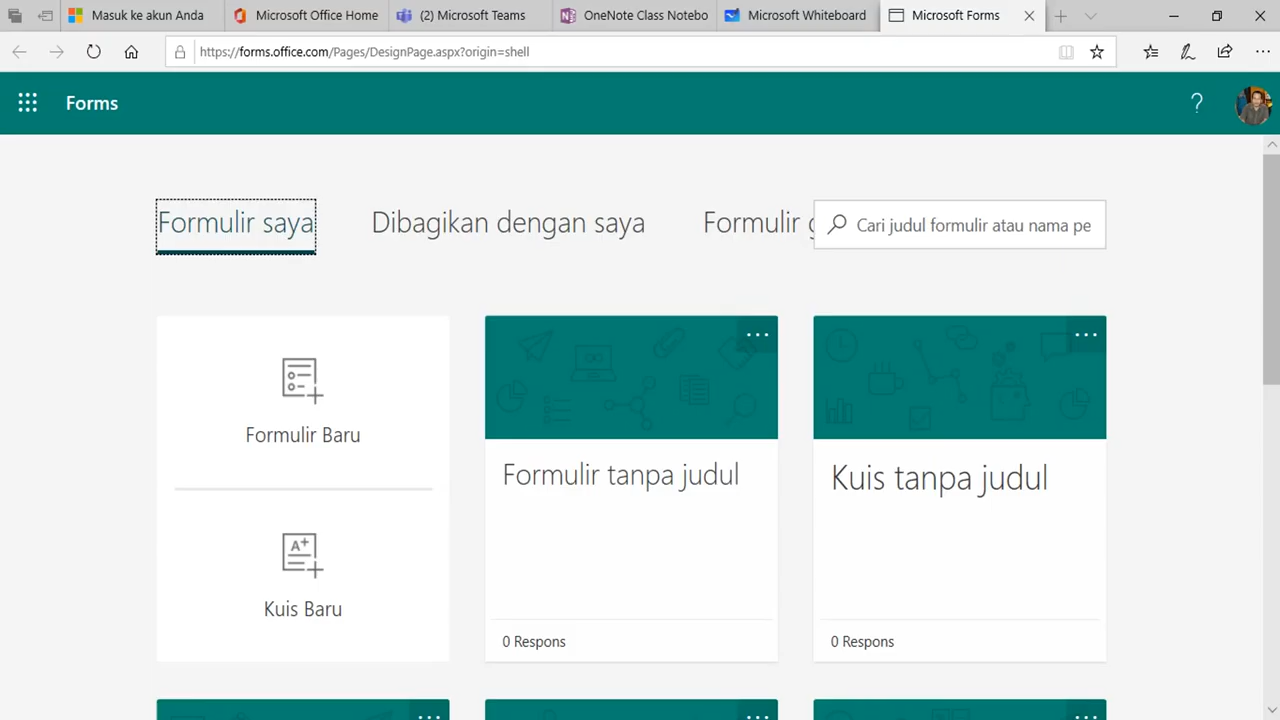 Masuk ke akun Anda
Microsoft Office Home
(2) Microsoft Teams
OneNote Class Notebo
Microsoft Whiteboard
Microsoft Forms
https://forms.office.com/Pages/DesignPage.aspx?origin=shell
Forms
?
Formulir saya
Dibagikan dengan saya
Formulir g
Cari judul formulir atau nama pe
Formulir Baru
A+
Kuis Baru
Formulir tanpa judul
0 Respons
Kuis tanpa judul
0 Respons